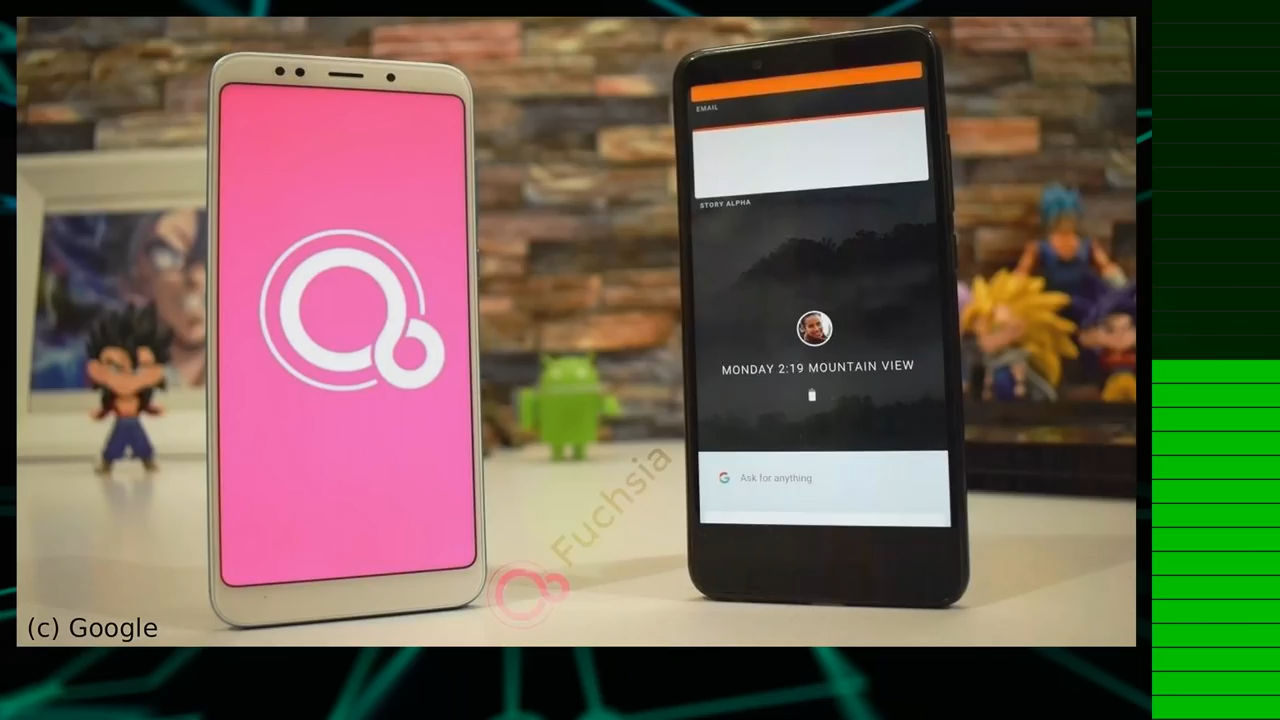 EMAIL
STORY ALPHA
MONDAY 2:19 MOUNTAIN VIEW
Ask for anything
Fuchsia
(c) Google